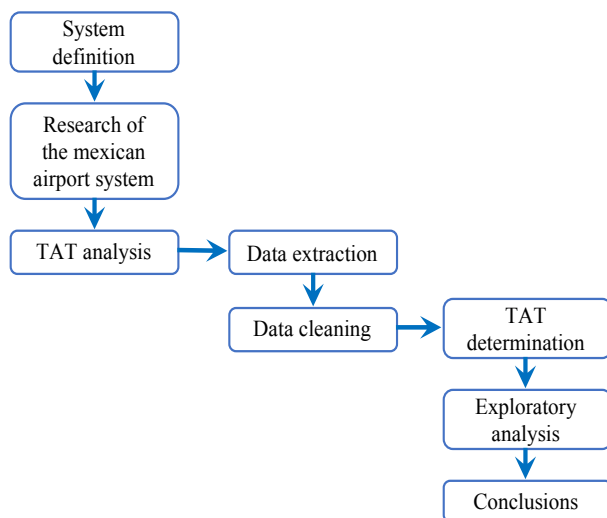 System
definition
Research of
the mexican
airport system
TAT analysis
Data extraction
Data cleaning
TAT
determination
Exploratory
analysis
Conclusions